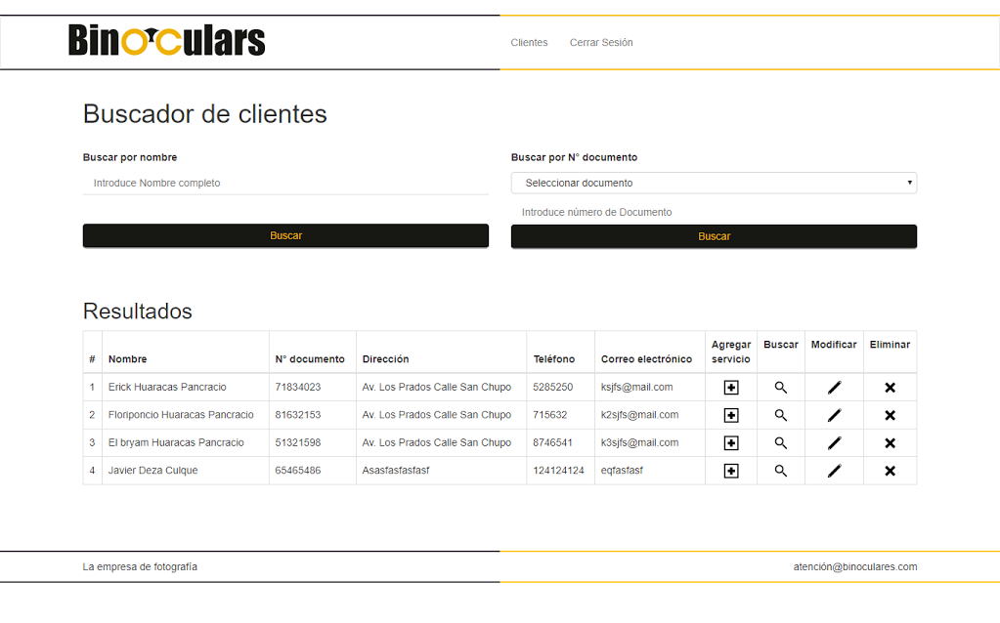 Binoculars
Clientes Cerrar Sesión
Buscador de clientes
Buscar por nombre
Introduce Nombre completo
Buscar
Buscar por N° documento
Seleccionar documento
Introduce número de Documento
Buscar
Resultados
# Nombre N° documento Dirección Teléfono Correo electrónico Agregar servicio Buscar Modificar Eliminar
1 Erick Huaracas Pancracio 71834023 Av. Los Prados Calle San Chupo 5285250 ksjfs@mail.com
2 Floriponcio Huaracas Pancracio 81632153 Av. Los Prados Calle San Chupo 715632 k2sjfs@mail.com
3 El bryam Huaracas Pancracio 51321598 Av. Los Prados Calle San Chupo 8746541 k3sjfs@mail.com
4 Javier Deza Culque 65465486 Asasfasfasfasf 124124124 eqfasfasf
La empresa de fotografía atención@binoculares.com